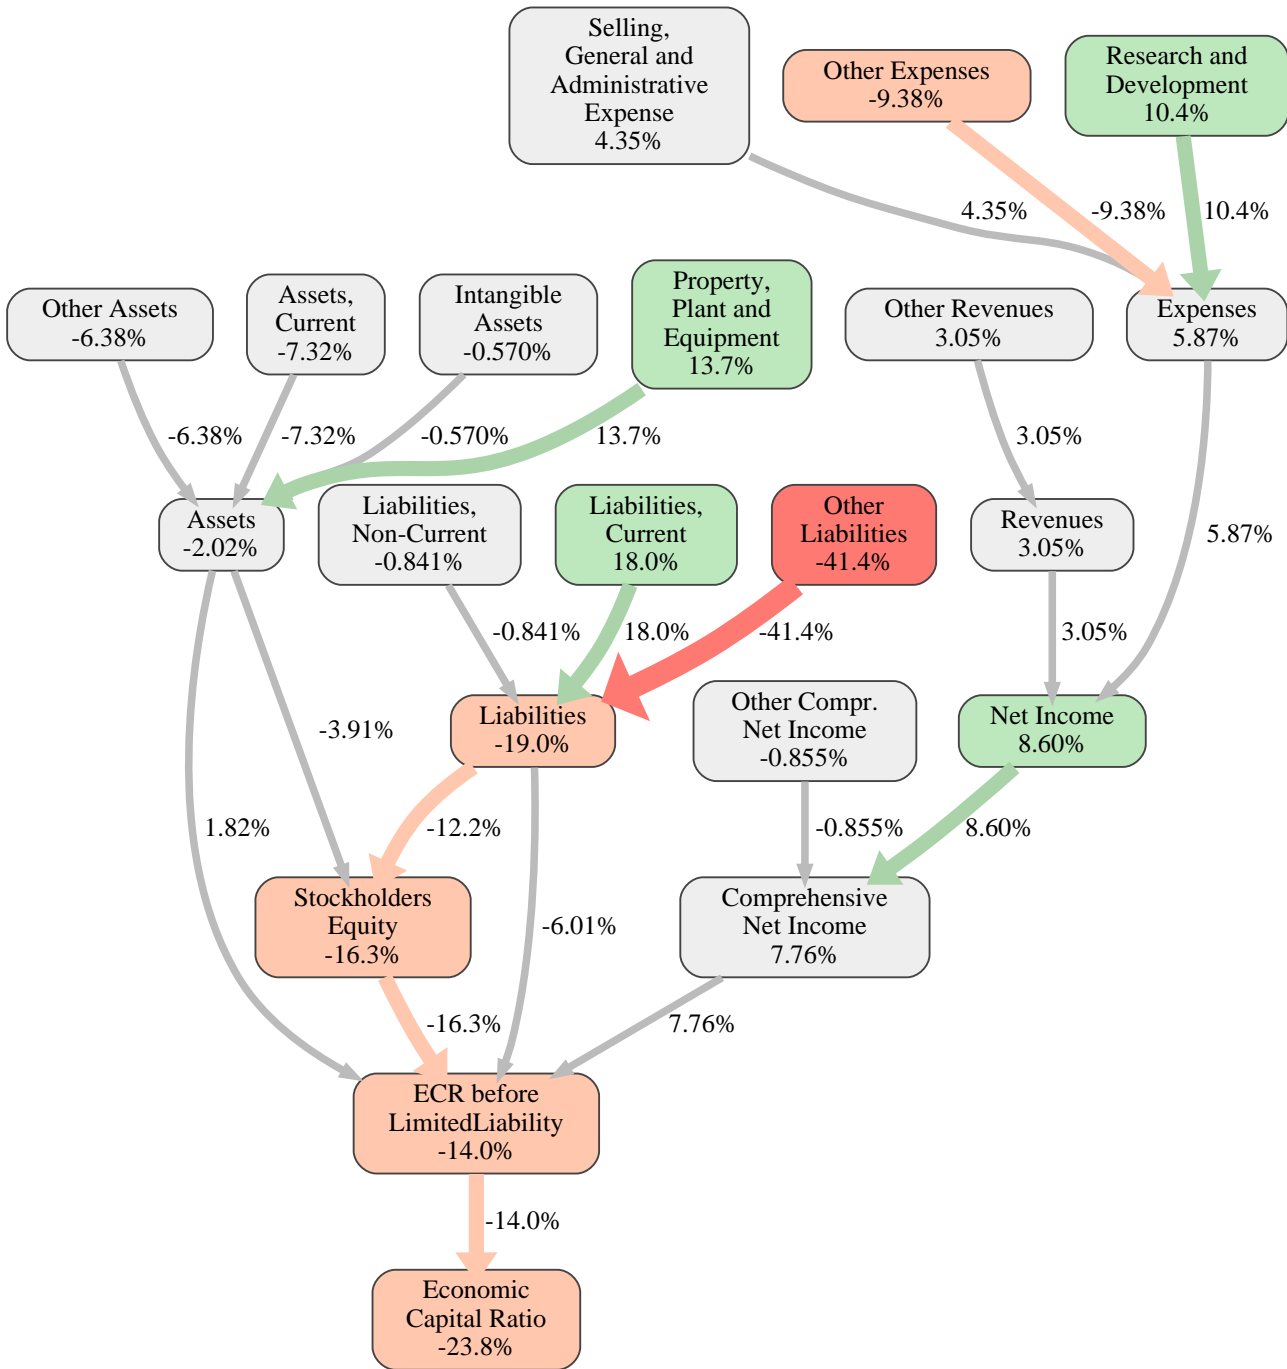 Selling,
General and
Administrative
Expense
4.35%
Other Expenses
-9.38%
Research and
Development
10.4%
4.35%
-9.38%
10.4%
Other Assets
-6.38%
Assets,
Current
-7.32%
Intangible
Assets
-0.570%
Property,
Plant and
Equipment
13.7%
Other Revenues
3.05%
Expenses
5.87%
-6.38%
-7.32%
-0.570%
13.7%
3.05%
Assets
-2.02%
Liabilities,
Non-Current
-0.841%
Liabilities,
Current
18.0%
Other
Liabilities
-41.4%
Revenues
3.05%
5.87%
-0.841%
18.0%
-41.4%
3.05%
-3.91%
Liabilities
-19.0%
Other Compr.
Net Income
-0.855%
Net Income
8.60%
1.82%
-12.2%
-0.855%
8.60%
Stockholders
Equity
-16.3%
-6.01%
Comprehensive
Net Income
7.76%
-16.3%
7.76%
ECR before
LimitedLiability
-14.0%
-14.0%
Economic
Capital Ratio
-23.8%